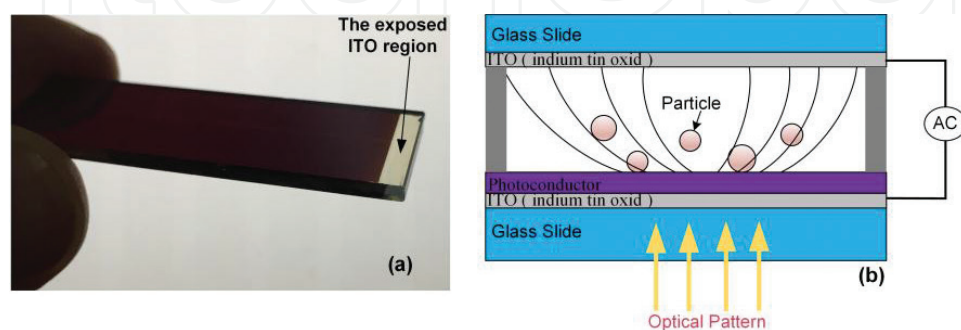 The exposed
ITO region
(a)
Glass Slide
ITO ( indium tin oxid )
Particle
AC
Photoconductor
ITO ( indium tin oxid )
Glass Slide
(b)
Optical Pattern